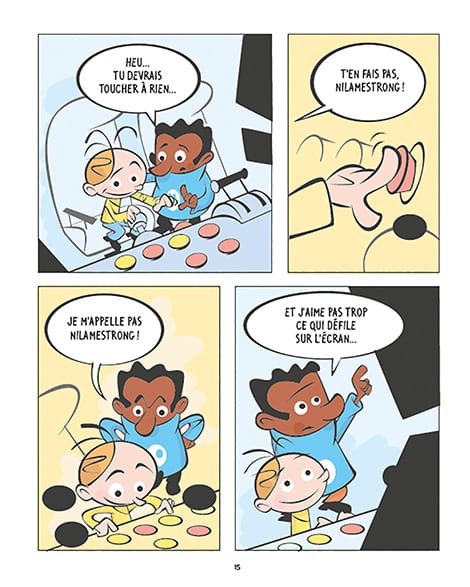 HEU...
TU DEVRAIS
TOUCHER À RIEN...
T'EN FAIS PAS,
NILAMESTRONG !
JE M'APPELLE PAS
NILAMESTRONG !
ET J'AIME PAS TROP
CE QUI DÉFILE
SUR L'ÉCRAN...
15